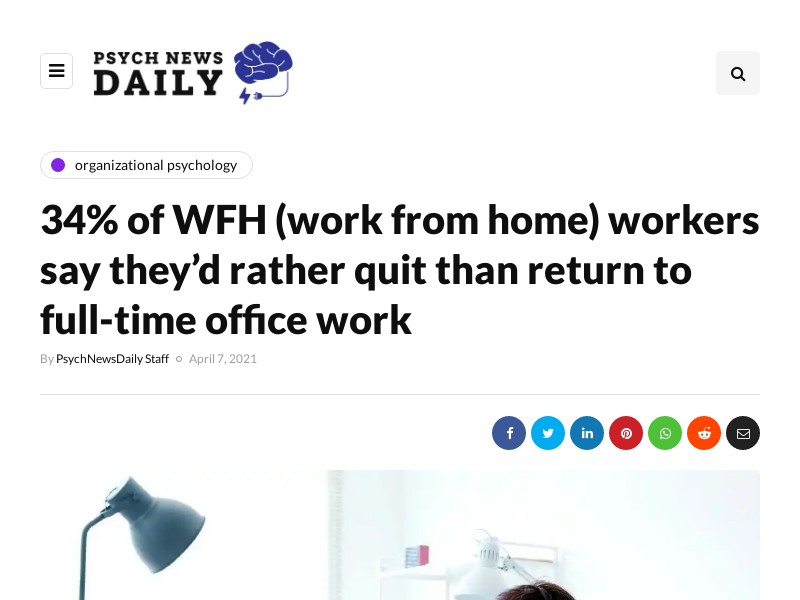 PSYCH NEWS
DAILY
organizational psychology
34% of WFH (work from home) workers
say they’d rather quit than return to
full-time office work
By PsychNewsDaily Staff April 7, 2021